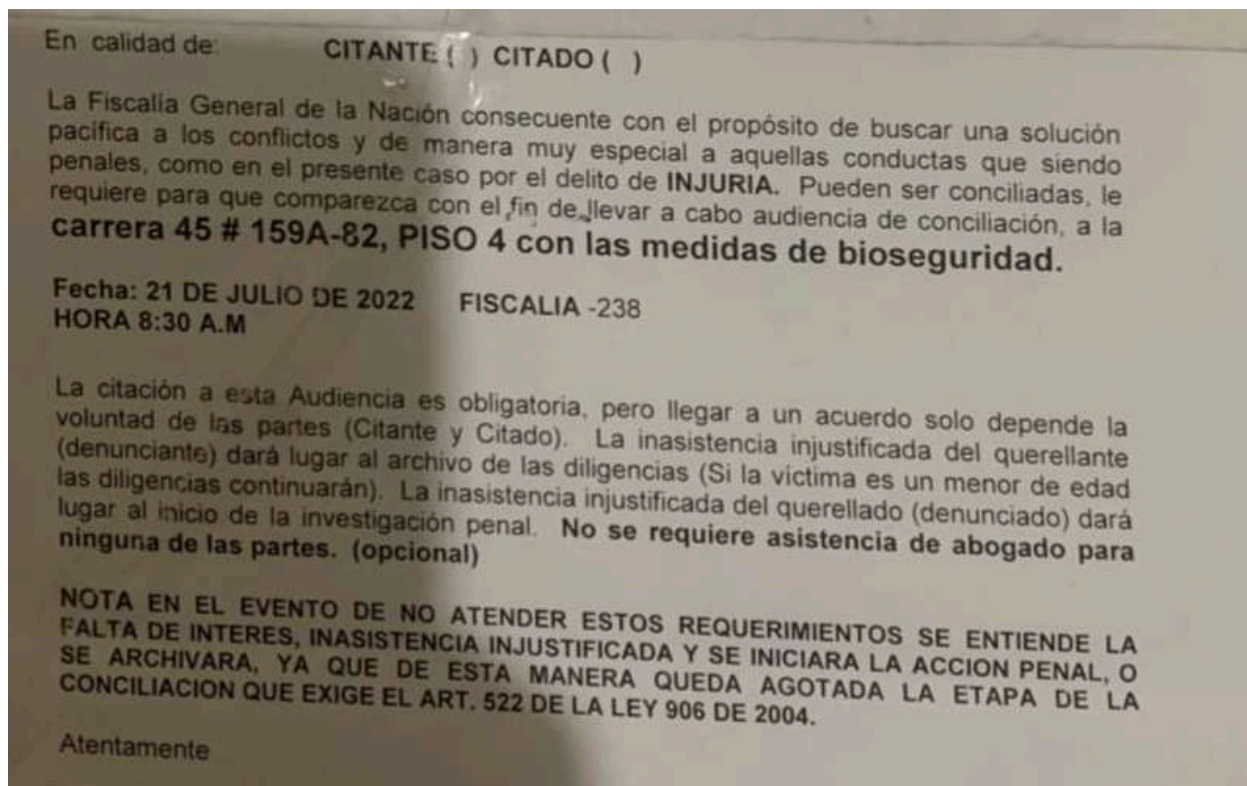 En calidad de: CITANTE ( ) CITADO ( )
La Fiscalía General de la Nación consecuente con el propósito de buscar una solución
pacífica a los conflictos y de manera muy especial a aquellas conductas que siendo
penales, como en el presente caso por el delito de INJURIA. Pueden ser conciliadas, le
requiere para que comparezca con el fin de llevar a cabo audiencia de conciliación, a la
carrera 45 # 159A-82, PISO 4 con las medidas de bioseguridad.
Fecha: 21 DE JULIO DE 2022 FISCALIA -238
HORA 8:30 A.M
La citación a esta Audiencia es obligatoria, pero llegar a un acuerdo solo depende la
voluntad de las partes (Citante y Citado). La inasistencia injustificada del querellante
(denunciante) dará lugar al archivo de las diligencias (Si la victima es un menor de edad
las diligencias continuarán). La inasistencia injustificada del querellado (denunciado) dará
lugar al inicio de la investigación penal. No se requiere asistencia de abogado para
ninguna de las partes. (opcional)
NOTA EN EL EVENTO DE NO ATENDER ESTOS REQUERIMIENTOS SE ENTIENDE LA
FALTA DE INTERES, INASISTENCIA INJUSTIFICADA Y SE INICIARA LA ACCION PENAL, O
SE ARCHIVARA, YA QUE DE ESTA MANERA QUEDA AGOTADA LA ETAPA DE LA
CONCILIACION QUE EXIGE EL ART. 522 DE LA LEY 906 DE 2004.
Atentamente